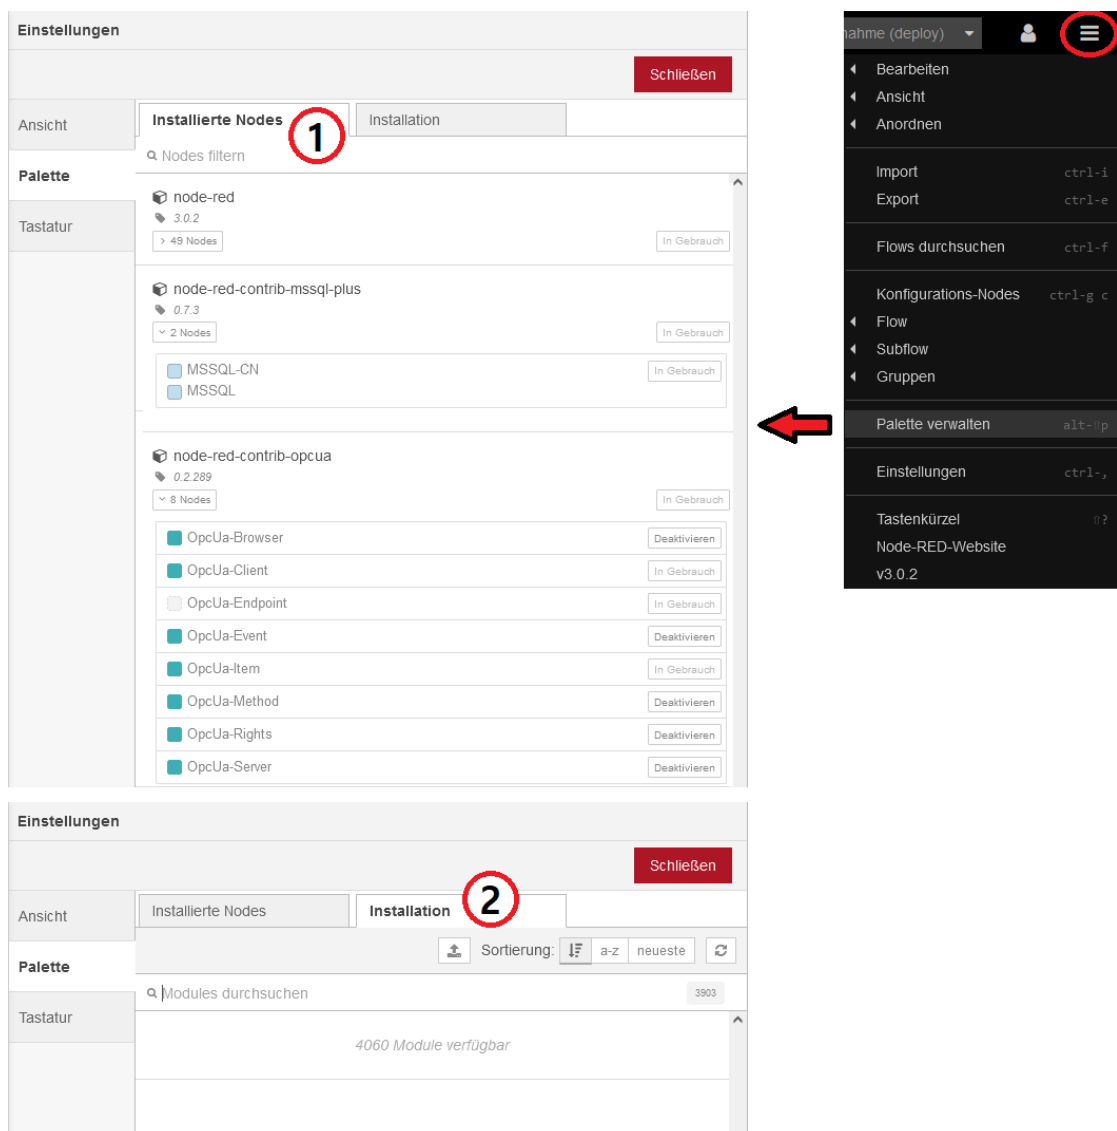 Einstellungen
Schließen
Ansicht
Palette
Tastatur
Installierte Nodes
1
Installation
Nodes filtern
node-red
3.0.2
49 Nodes
In Gebrauch
node-red-contrib-mssql-plus
0.7.3
2 Nodes
In Gebrauch
MSSQL-CN
In Gebrauch
MSSQL
node-red-contrib-opcua
0.2.289
8 Nodes
In Gebrauch
OpcUa-Browser
Deaktivieren
OpcUa-Client
In Gebrauch
OpcUa-Endpoint
In Gebrauch
OpcUa-Event
Deaktivieren
OpcUa-Item
In Gebrauch
OpcUa-Method
Deaktivieren
OpcUa-Rights
Deaktivieren
OpcUa-Server
Deaktivieren
nahme (deploy)
Bearbeiten
Ansicht
Anordnen
Import ctrl-i
Export ctrl-e
Flows durchsuchen ctrl-f
Konfigurations-Nodes ctrl-g c
Flow
Subflow
Gruppen
Palette verwalten alt-⇧p
Einstellungen ctrl-,
Tastenkürzel ⇧?
Node-RED-Website
v3.0.2
Einstellungen
Schließen
Ansicht
Palette
Tastatur
Installierte Nodes
Installation
2
Sortierung: a-z neueste
Modules durchsuchen
3903
4060 Module verfügbar